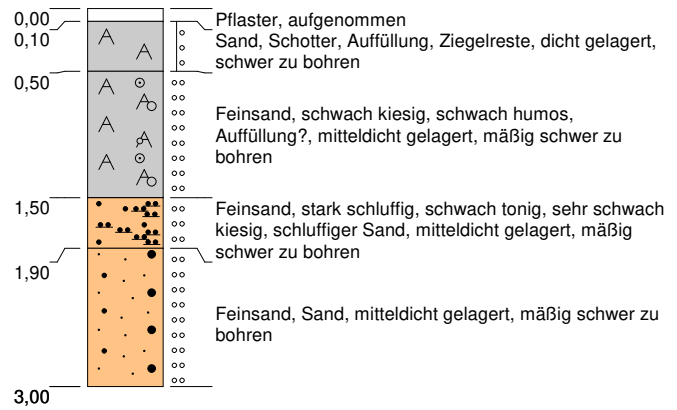 0,00
Pflaster, aufgenommen
0,10
Sand, Schotter, Auffüllung, Ziegelreste, dicht gelagert,
schwer zu bohren
0,50
Feinsand, schwach kiesig, schwach humos,
Auffüllung?, mitteldicht gelagert, mäßig schwer zu
bohren
1,50
Feinsand, stark schluffig, schwach tonig, sehr schwach
kiesig, schluffiger Sand, mitteldicht gelagert, mäßig
schwer zu bohren
1,90
Feinsand, Sand, mitteldicht gelagert, mäßig schwer zu
bohren
3,00
A
A
A
A
A
A
A
A